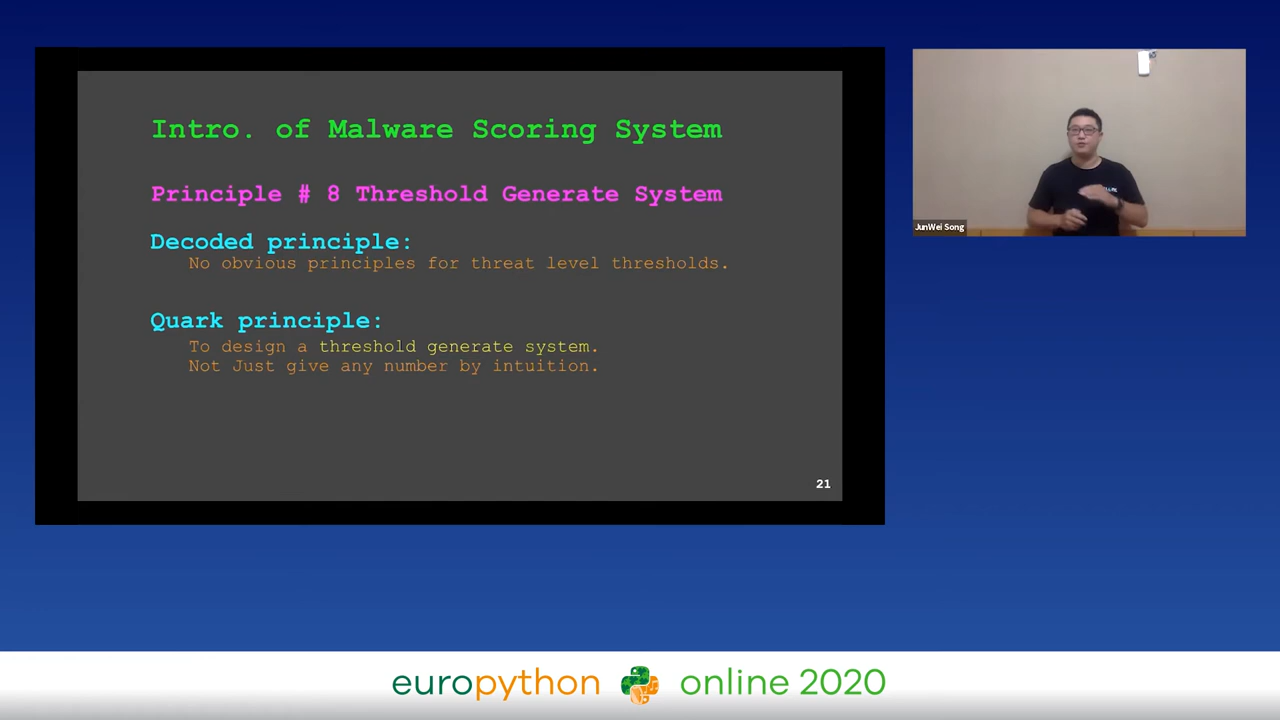 Intro. of Malware Scoring System
Principle # 8 Threshold Generate System
Decoded principle:
No obvious principles for threat level thresholds.
Quark principle:
To design a threshold generate system.
Not Just give any number by intuition.
21
JunWei Song
europython online 2020